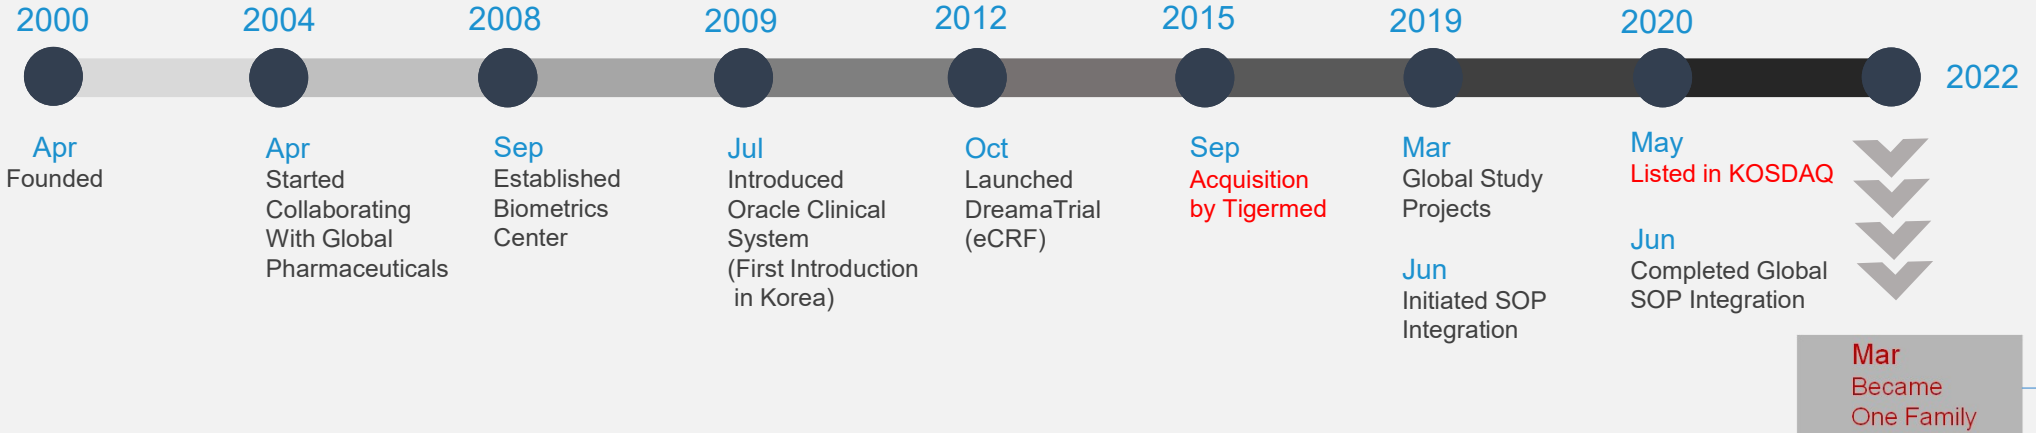 2000
Apr
Founded
2004
Apr
Started
Collaborating
With Global
Pharmaceuticals
2008
Sep
Established
Biometrics
Center
2009
Jul
Introduced
Oracle Clinical
System
(First Introduction
in Korea)
2012
Oct
Launched
DreamaTrial
(eCRF)
2015
Sep
Acquisition
by Tigermed
2019
Mar
Global Study
Projects
Jun
Initiated SOP
Integration
2020
May
Listed in KOSDAQ
Jun
Completed Global
SOP Integration
2022
Mar
Became
One Family